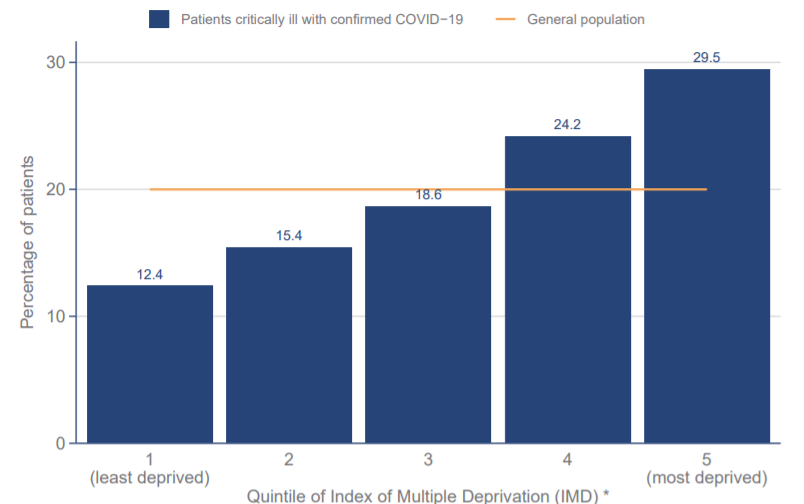 Patients critically ill with confirmed COVID−19 General population
Percentage of patients
30
20
10
0
12.4
15.4
18.6
24.2
29.5
1 2 3 4 5
(least deprived) (most deprived)
Quintile of Index of Multiple Deprivation (IMD) *